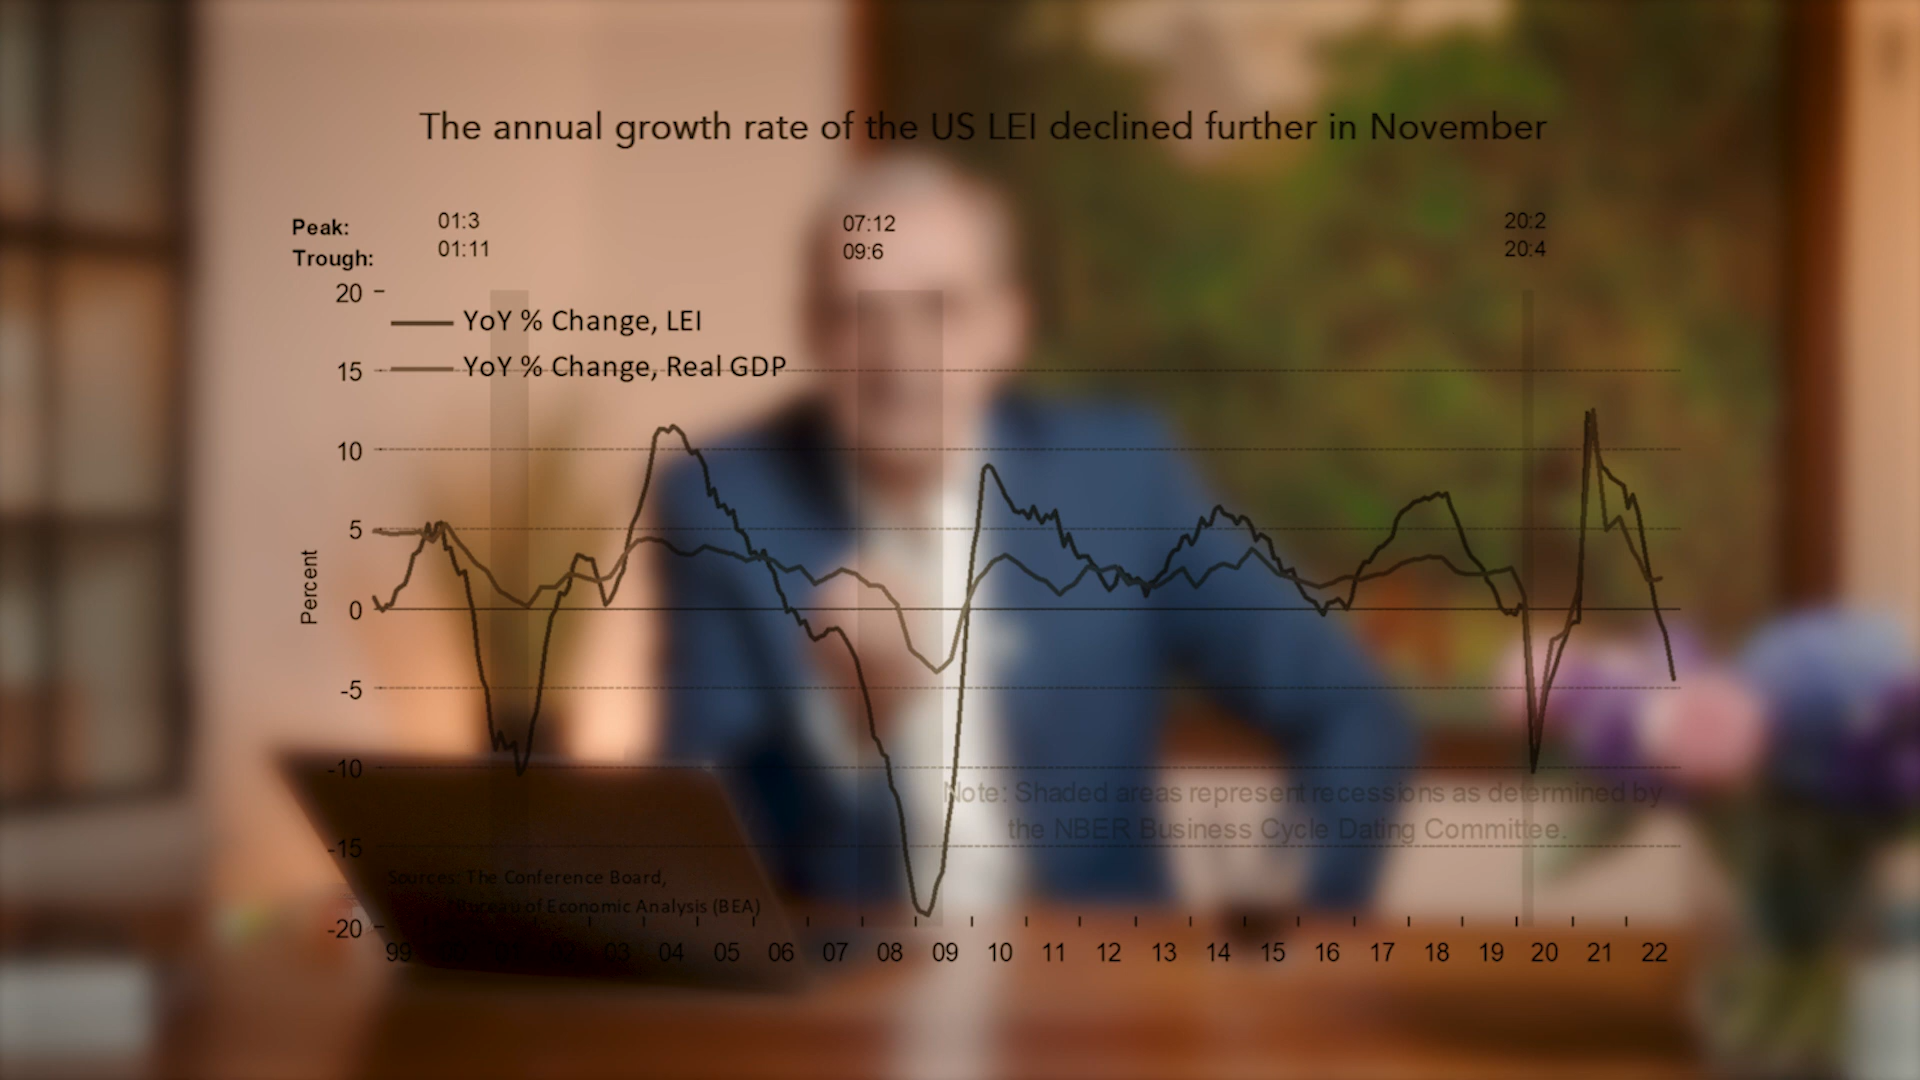 The annual growth rate of the US LEI declined further in November
Peak: 01:3 07:12 20:2
Trough: 01:11 09:6 20:4
20
YoY % Change, LEI
15 YoY % Change, Real GDP
10
5
Percent
0
-5
-10
Note: Shaded areas represent recessions as determined by
the NBER Business Cycle Dating Committee.
-15
Sources: The Conference Board,
Bureau of Economic Analysis (BEA)
-20
99 00 01 02 03 04 05 06 07 08 09 10 11 12 13 14 15 16 17 18 19 20 21 22